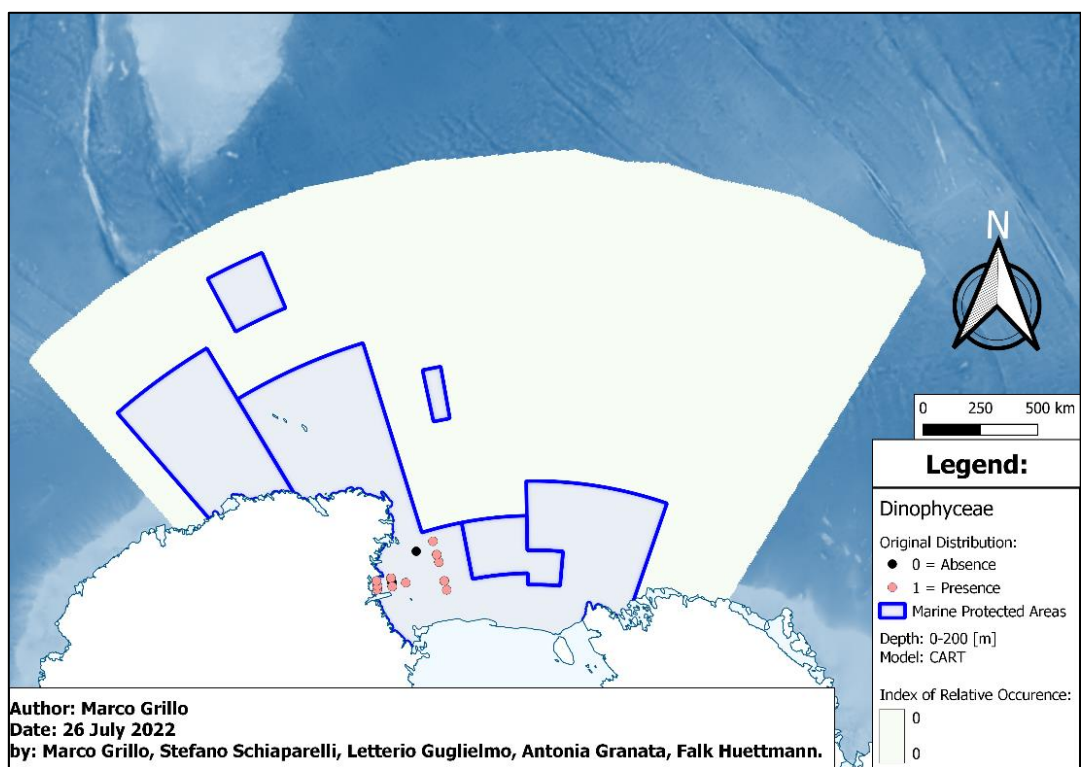 N
0 250 500 km
Legend:
Dinophyceae
Original Distribution:
0 = Absence
1 = Presence
Marine Protected Areas
Depth: 0-200 [m]
Model: CART
Index of Relative Occurence:
0
0
Author: Marco Grillo
Date: 26 July 2022
by: Marco Grillo, Stefano Schiaparelli, Letterio Guglielmo, Antonia Granata, Falk Huettmann.